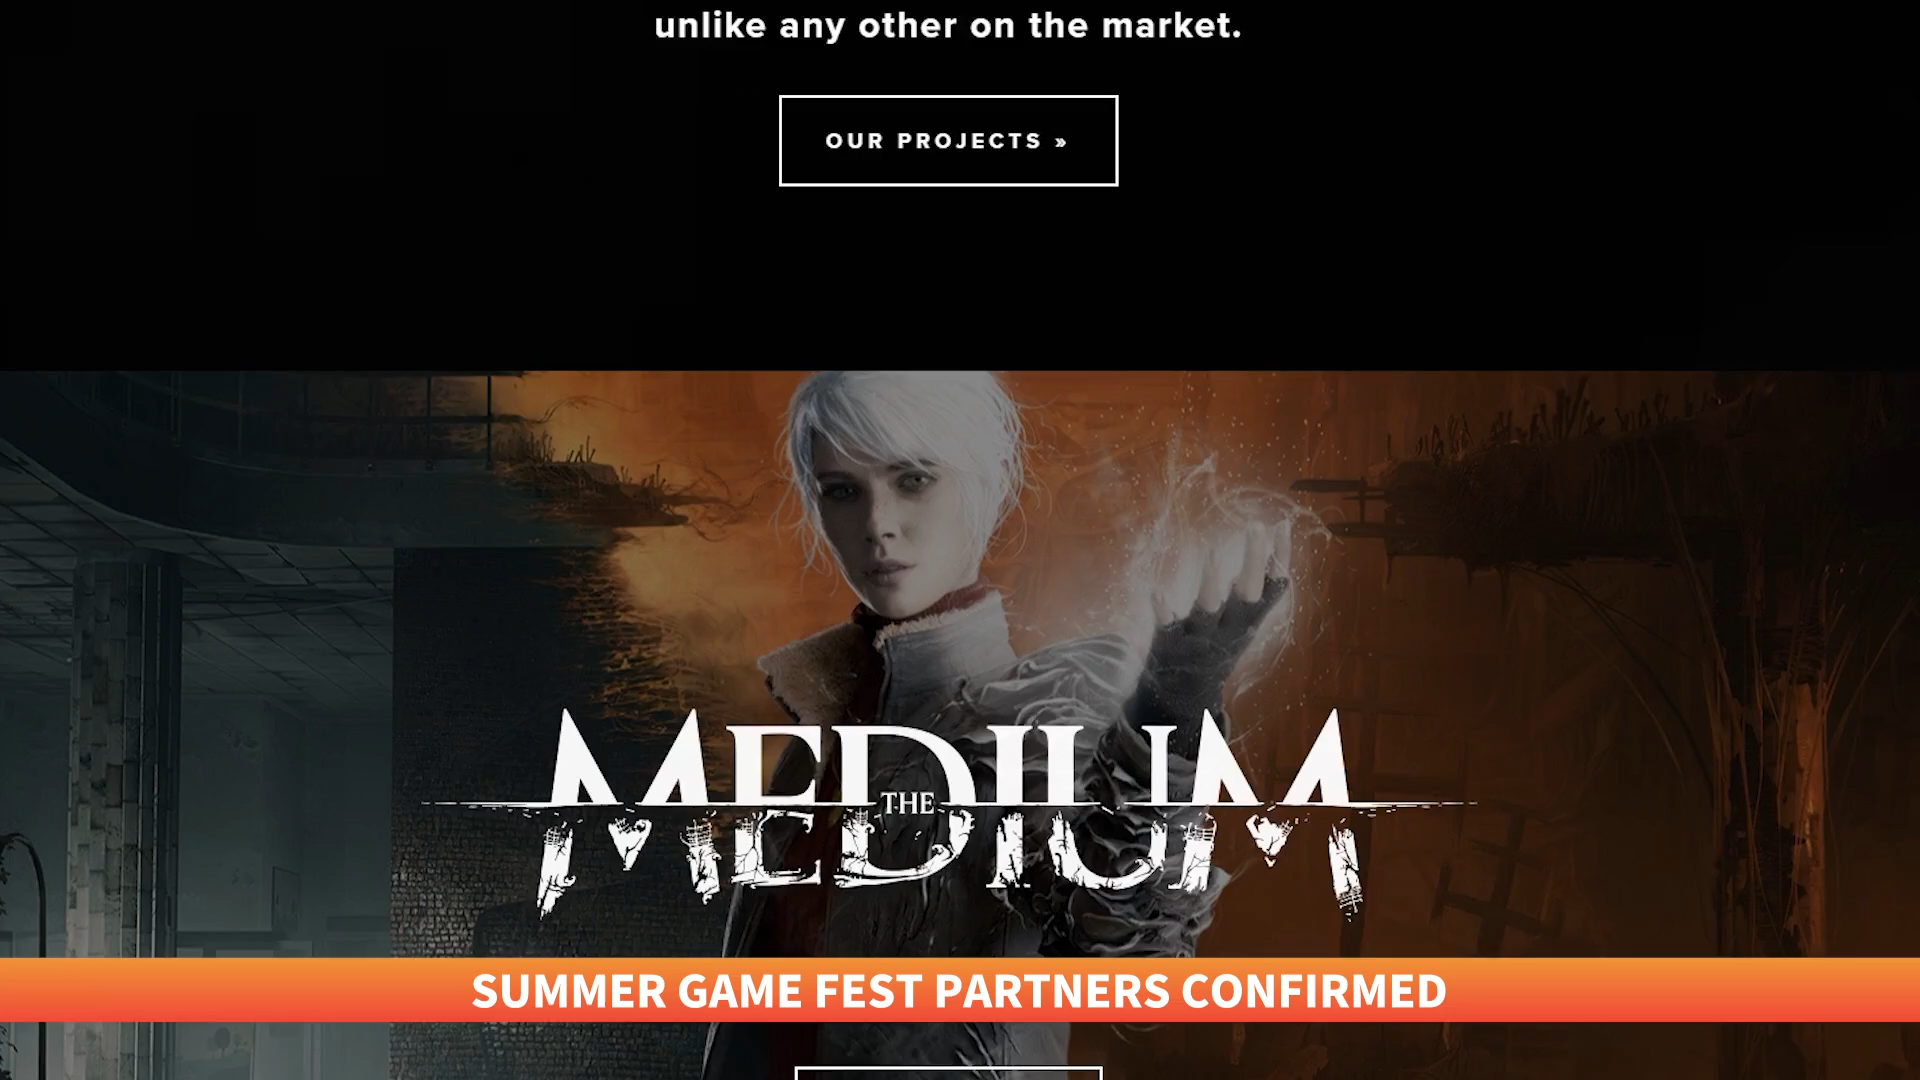 unlike any other on the market.
OUR PROJECTS »
THE
MEDIUM
SUMMER GAME FEST PARTNERS CONFIRMED